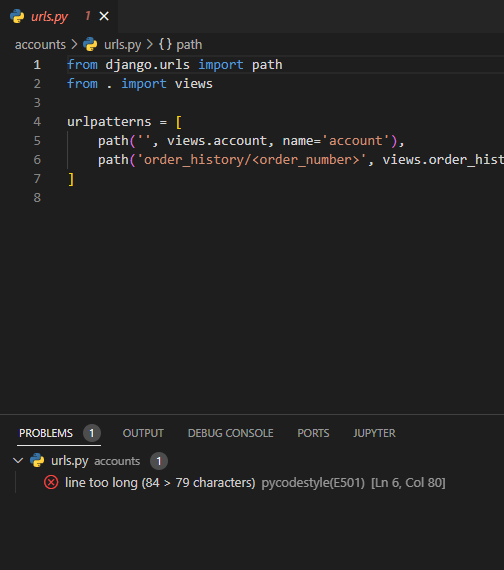 urls.py 1 ×
accounts > urls.py > {} path
1 from django.urls import path
2 from . import views
3
4 urlpatterns = [
5     path('', views.account, name='account'),
6     path('order_history/<order_number>', views.order_hist
7 ]
8
PROBLEMS 1 OUTPUT DEBUG CONSOLE PORTS JUPYTER
urls.py accounts 1
line too long (84 > 79 characters) pycodestyle(E501) [Ln 6, Col 80]